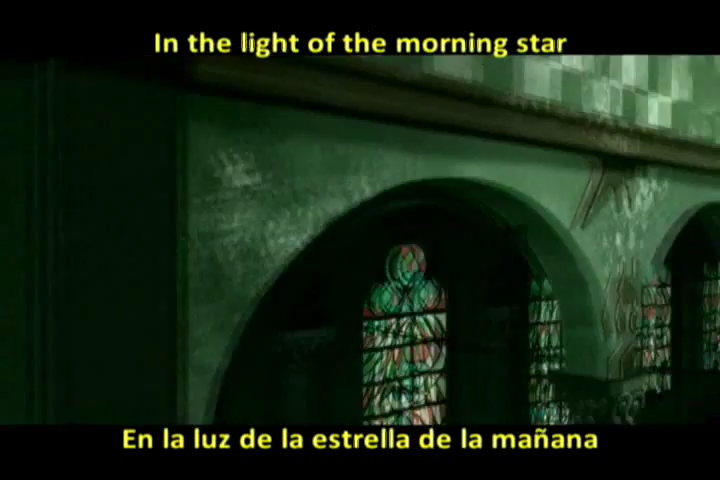 In the light of the morning star
En la luz de la estrella de la mañana